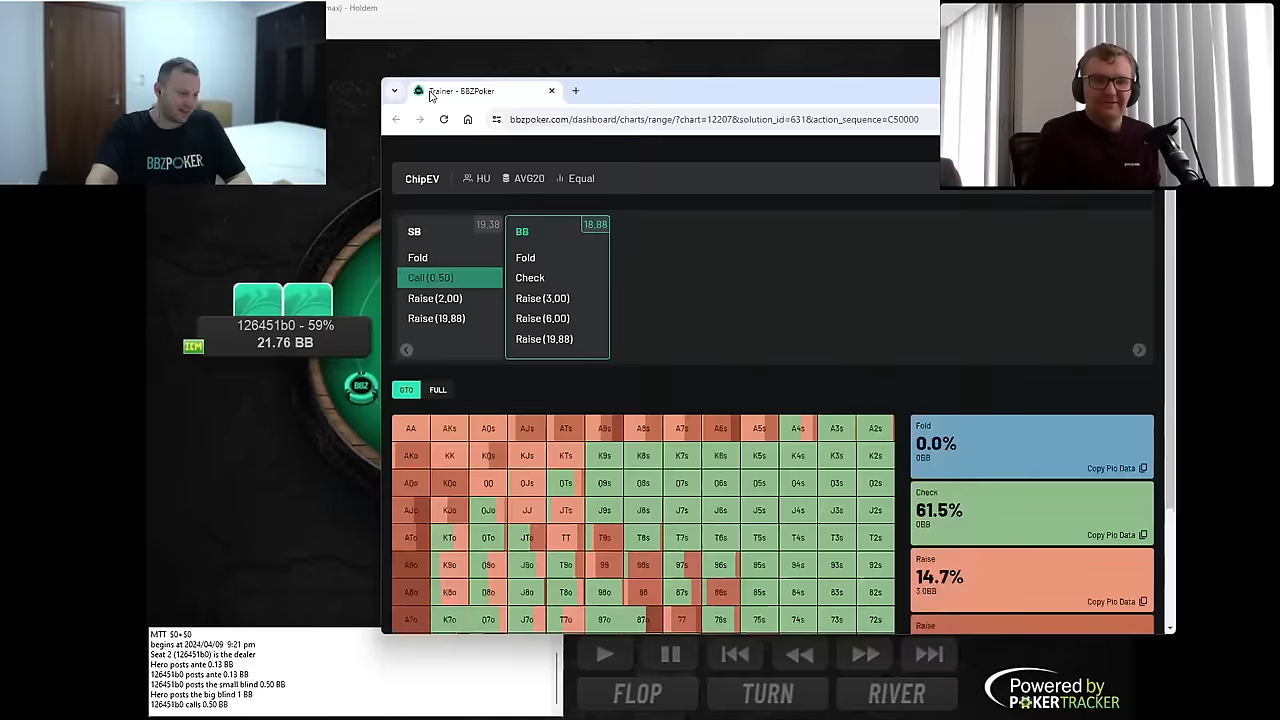 max) - Holdem
Trainer - BBZPoker
bbzpoker.com/dashboard/charts/range/?chart=12207&solution_id=631&action_sequence=C50000
BBZPOKER
ChipEV HU AVG20 Equal
SB 19,38
Fold
Call (0,50)
Raise (2,00)
Raise (19,88)
BB 18,88
Fold
Check
Raise (3,00)
Raise (6,00)
Raise (19,88)
126451b0 - 59%
21.76 BB
ICM
BBZ
GTO FULL
AA AKs AQs AJs ATs A9s A8s A7s A6s A5s A4s A3s A2s
AKo KK KQs KJs KTs K9s K8s K7s K6s K5s K4s K3s K2s
AQo KQo QQ QJs QTs Q9s Q8s Q7s Q6s Q5s Q4s Q3s Q2s
AJo KJo QJo JJ JTs J9s J8s J7s J6s J5s J4s J3s J2s
ATo KTo QTo JTo TT T9s T8s T7s T6s T5s T4s T3s T2s
A9o K9o Q9o J9o T9o 99 98s 97s 96s 95s 94s 93s 92s
A8o K8o Q8o J8o T8o 98o 88 87s 86s 85s 84s 83s 82s
A7o K7o Q7o J7o T7o 97o 87o 77 76s 75s 74s 73s 72s
Fold
0.0%
0BB
Copy Pio Data
Check
61.5%
0BB
Copy Pio Data
Raise
14.7%
3.0BB
Copy Pio Data
Raise
MTT $0+$0
begins at 2024/04/09 9:21 pm
Seat 2 (126451b0) is the dealer
Hero posts ante 0.13 BB
126451b0 posts ante 0.13 BB
126451b0 posts the small blind 0.50 BB
Hero posts the big blind 1 BB
126451b0 calls 0.50 BB
FLOP TURN RIVER
Powered by
POKERTRACKER